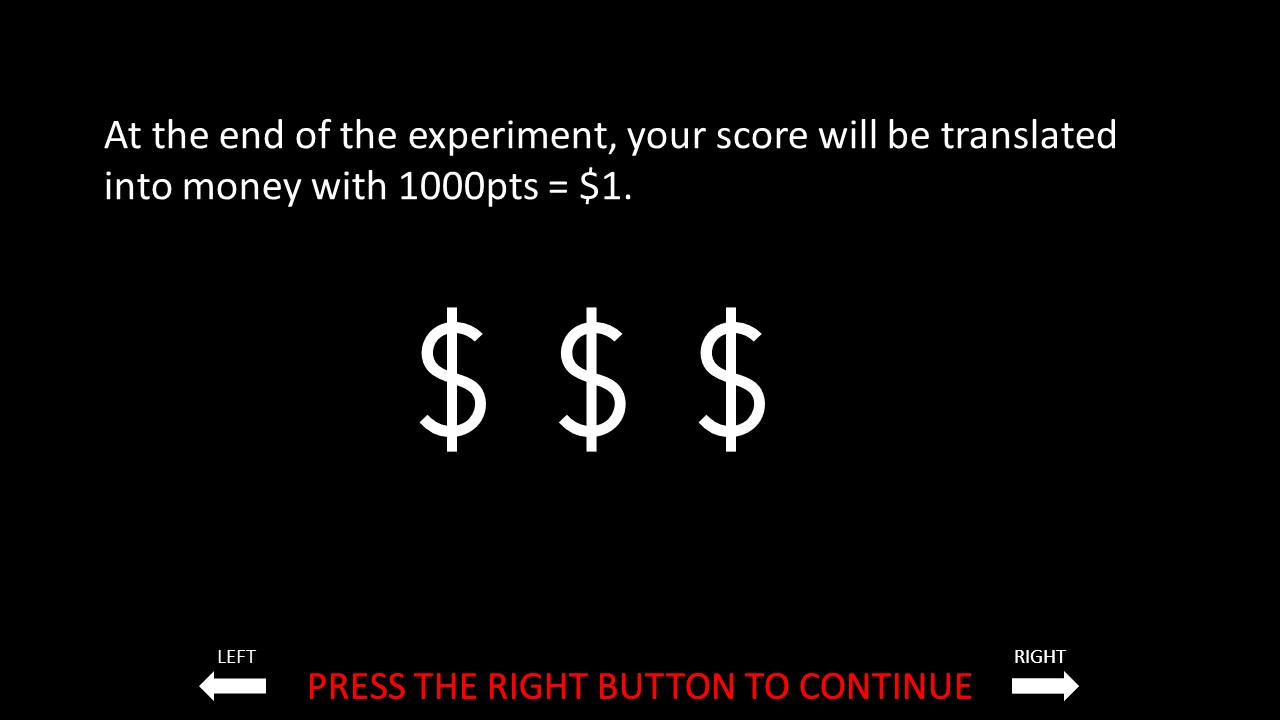 At the end of the experiment, your score will be translated
into money with 1000pts = $1.
$ $ $
LEFT
RIGHT
PRESS THE RIGHT BUTTON TO CONTINUE